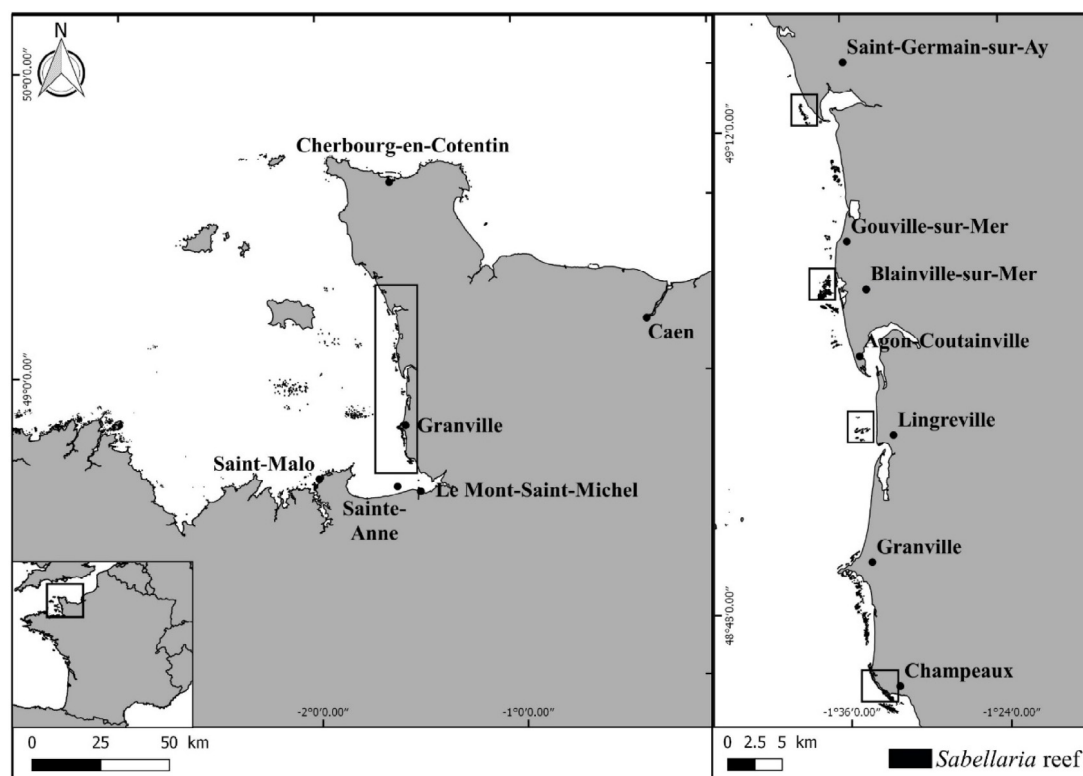 N
50°0'0.00"
49°0'0.00"
Cherbourg-en-Cotentin
Caen
Granville
Saint-Malo
Le Mont-Saint-Michel
Sainte-
Anne
-2°0'0.00"
-1°0'0.00"
0 25 50 km
Saint-Germain-sur-Ay
49°12'0.00"
Gouville-sur-Mer
Blainville-sur-Mer
Agon-Coutainville
Lingreville
Granville
48°48'0.00"
Champeaux
-1°36'0.00"
-1°24'0.00"
0 2.5 5 km
Sabellaria reef